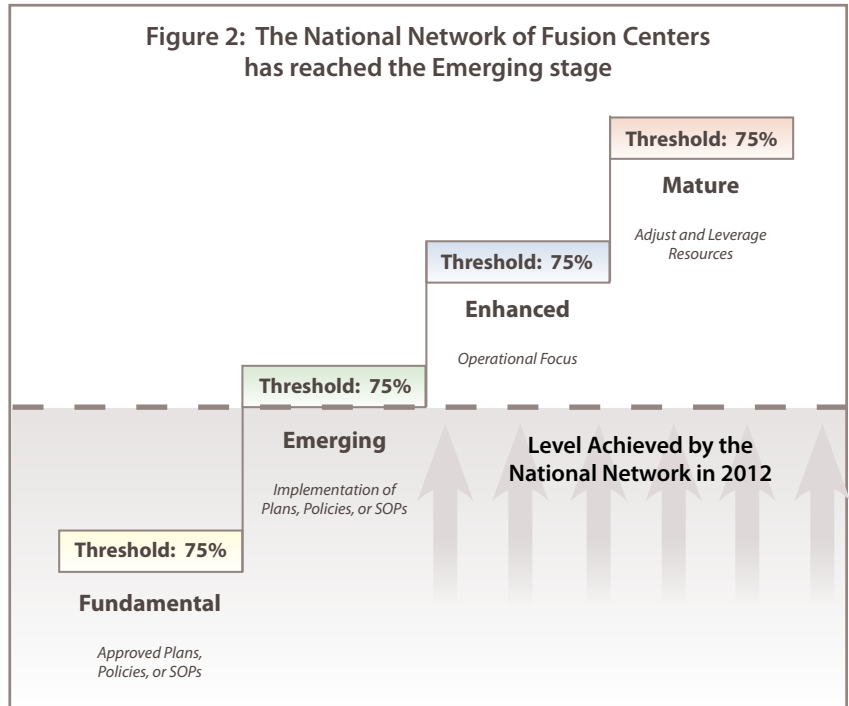 Figure 2: The National Network of Fusion Centers
has reached the Emerging stage
Threshold: 75%
Mature
Adjust and Leverage
Resources
Threshold: 75%
Enhanced
Operational Focus
Threshold: 75%
Emerging
Implementation of
Plans, Policies, or SOPs
Level Achieved by the
National Network in 2012
Threshold: 75%
Fundamental
Approved Plans,
Policies, or SOPs